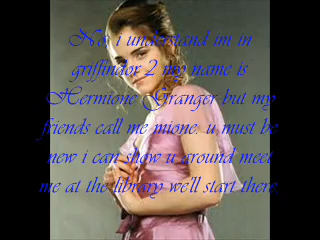 No, i understand im in
griffindor 2 my name is
Hermione Granger but my
friends call me mione. u must be
new i can show u around meet
me at the library we'll start there